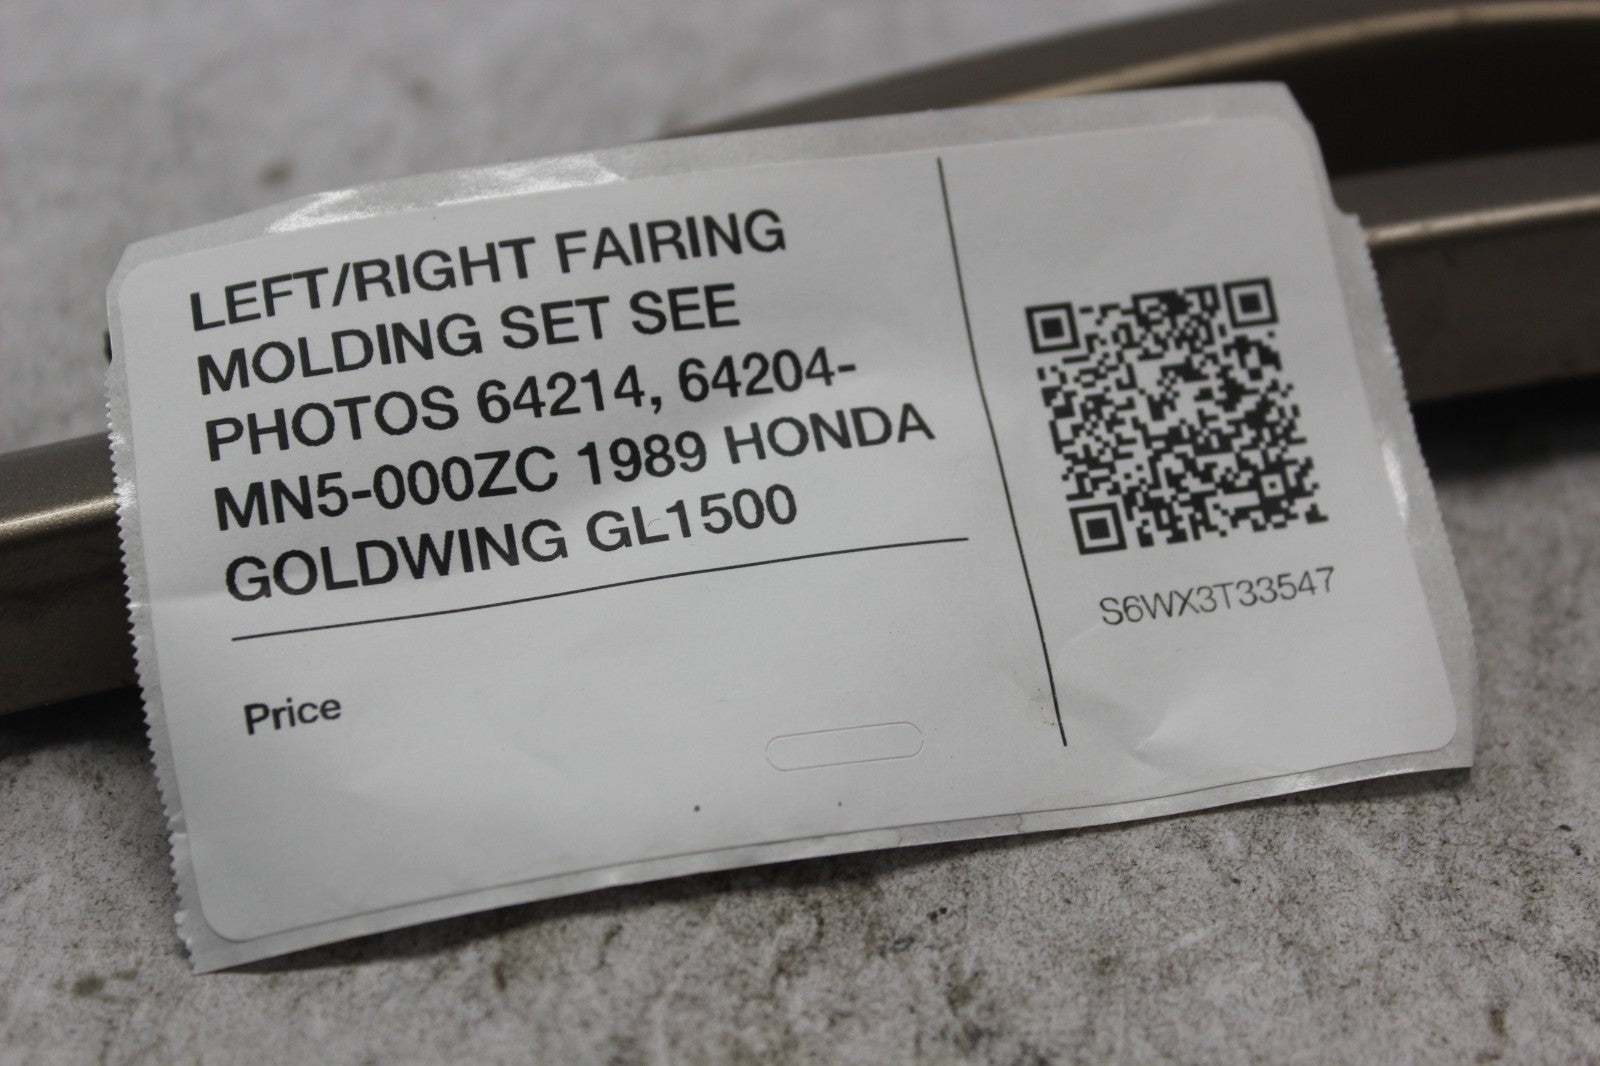 LEFT/RIGHT FAIRING
MOLDING SET SEE
PHOTOS 64214, 64204-
MN5-000ZC 1989 HONDA
GOLDWING GL1500
Price
S6WX3T33547